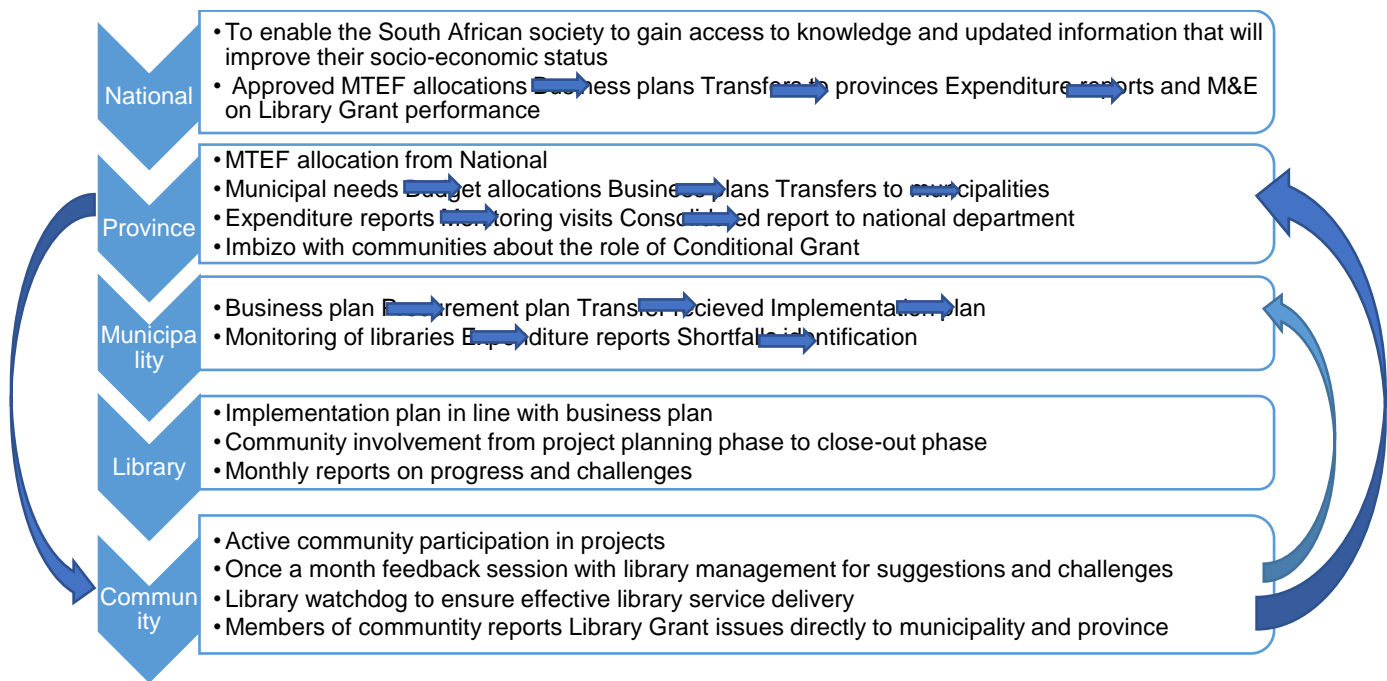 National
• To enable the South African society to gain access to knowledge and updated information that will
improve their socio-economic status
• Approved MTEF allocations Business plans Transfers to provinces Expenditure reports and M&E
on Library Grant performance
Province
• MTEF allocation from National
• Municipal needs Budget allocations Business plans Transfers to municipalities
• Expenditure reports Monitoring visits Consolidated report to national department
• Imbizo with communities about the role of Conditional Grant
Municipa
lity
• Business plan Procurement plan Transfer recieved Implementation plan
• Monitoring of libraries Expenditure reports Shortfalls identification
Library
• Implementation plan in line with business plan
• Community involvement from project planning phase to close-out phase
• Monthly reports on progress and challenges
Commun
ity
• Active community participation in projects
• Once a month feedback session with library management for suggestions and challenges
• Library watchdog to ensure effective library service delivery
• Members of communtity reports Library Grant issues directly to municipality and province